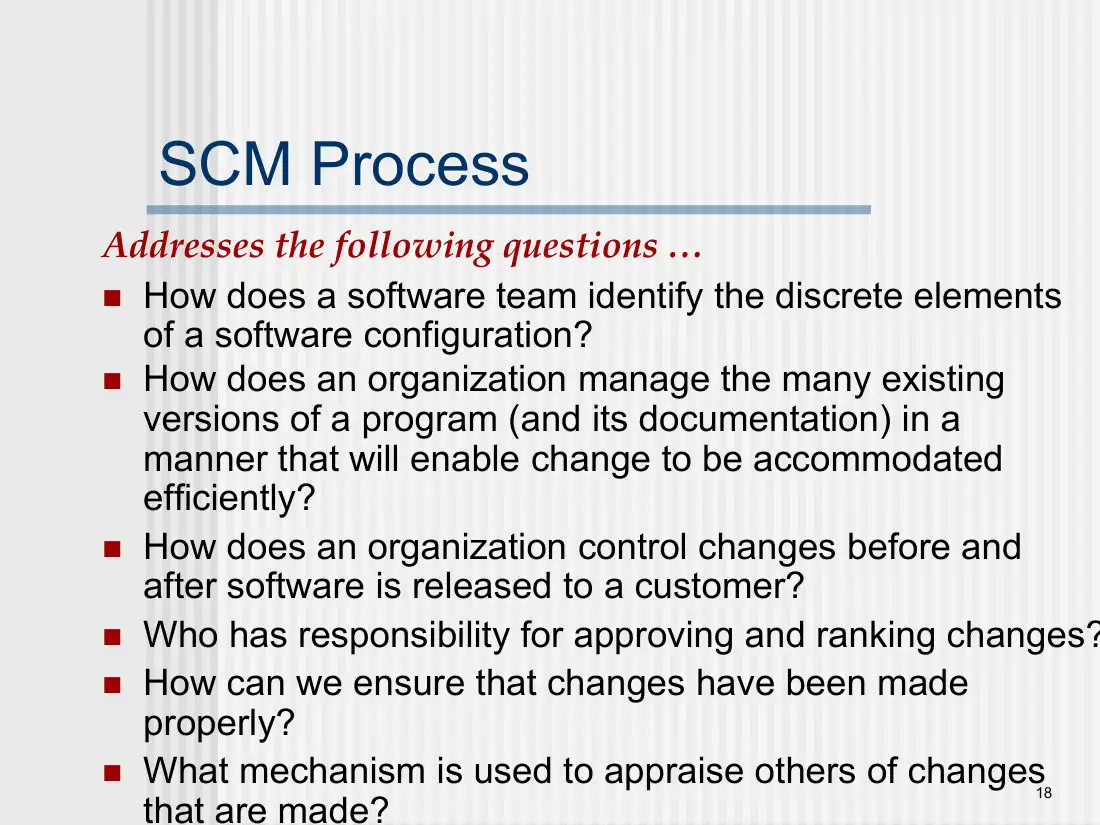 SCM Process
Addresses the following questions …
How does a software team identify the discrete elements
of a software configuration?
How does an organization manage the many existing
versions of a program (and its documentation) in a
manner that will enable change to be accommodated
efficiently?
How does an organization control changes before and
after software is released to a customer?
Who has responsibility for approving and ranking changes?
How can we ensure that changes have been made
properly?
What mechanism is used to appraise others of changes
that are made?
18